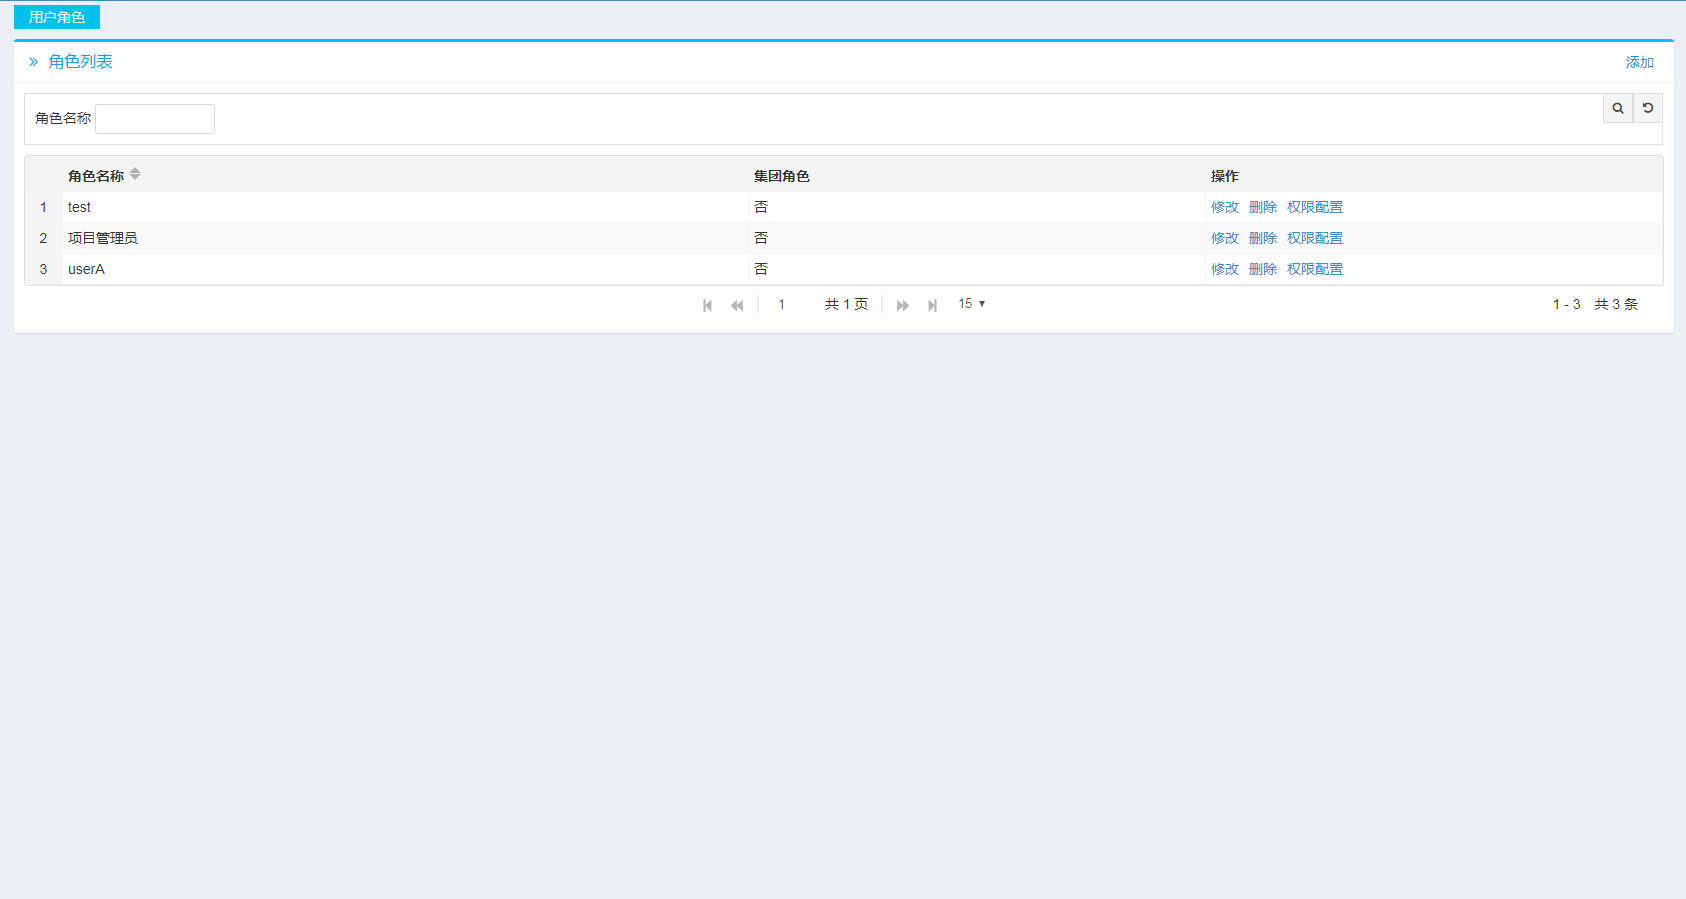 用户角色
角色列表 添加
角色名称
角色名称 集团角色 操作
1 test 否 修改 删除 权限配置
2 项目管理员 否 修改 删除 权限配置
3 userA 否 修改 删除 权限配置
1 共 1 页 15 1 - 3 共 3 条